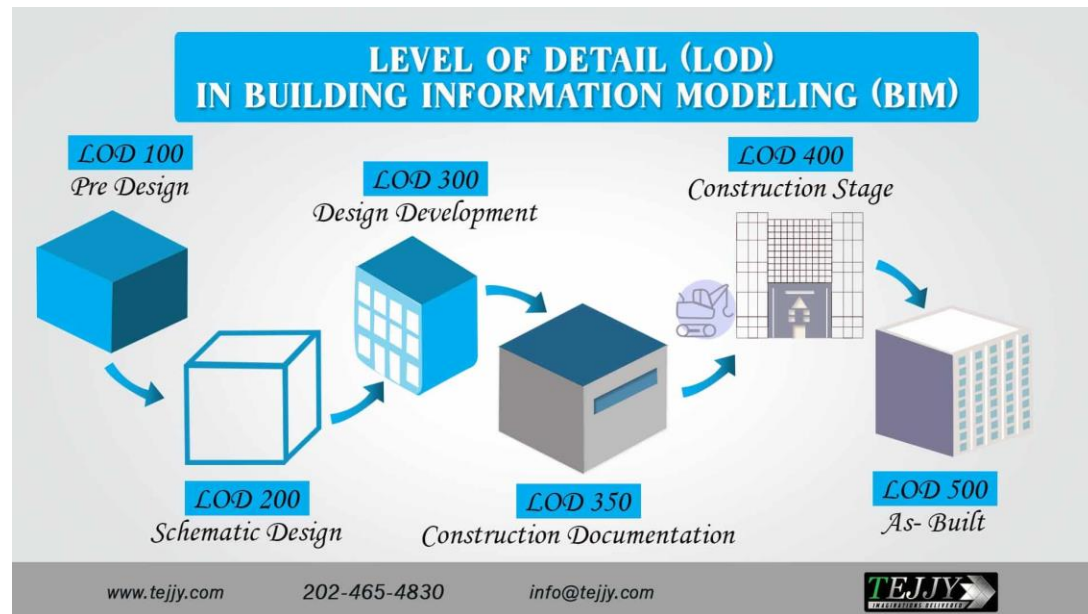 LEVEL OF DETAIL (LOD)
IN BUILDING INFORMATION MODELING (BIM)
LOD 100
Pre Design
LOD 200
Schematic Design
LOD 300
Design Development
LOD 350
Construction Documentation
LOD 400
Construction Stage
LOD 500
As- Built
www.tejjy.com
202-465-4830
info@tejjy.com
TEJJY
IMAGINATIONS DELIVERED